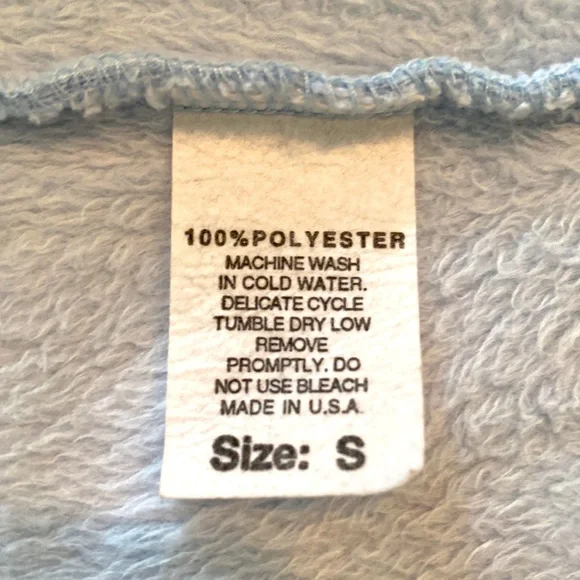 100%POLYESTER
MACHINE WASH
IN COLD WATER.
DELICATE CYCLE
TUMBLE DRY LOW
REMOVE
PROMPTLY. DO
NOT USE BLEACH
MADE IN U.S.A.
Size: S